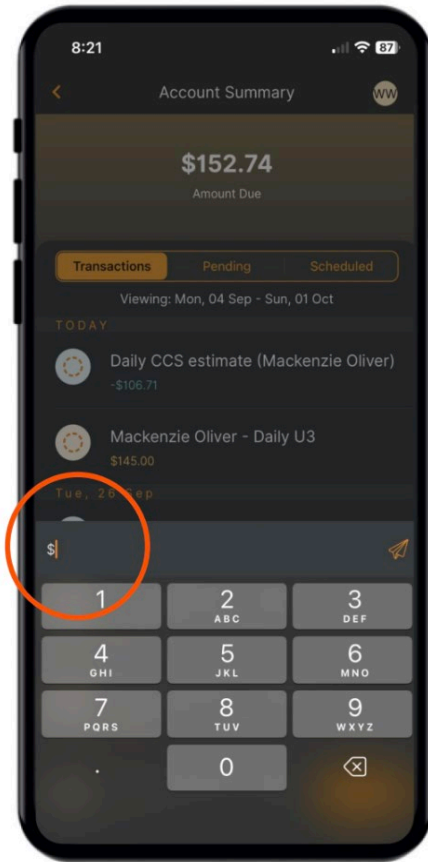 8:21 87
Account Summary WW
$152.74
Amount Due
Transactions Pending Scheduled
Viewing: Mon, 04 Sep - Sun, 01 Oct
TODAY
Daily CCS estimate (Mackenzie Oliver)
-$106.71
Mackenzie Oliver - Daily U3
$145.00
Tue, 26 Sep
$
1 2 3
ABC DEF
4 5 6
GHI JKL MNO
7 8 9
PQRS TUV WXYZ
. 0